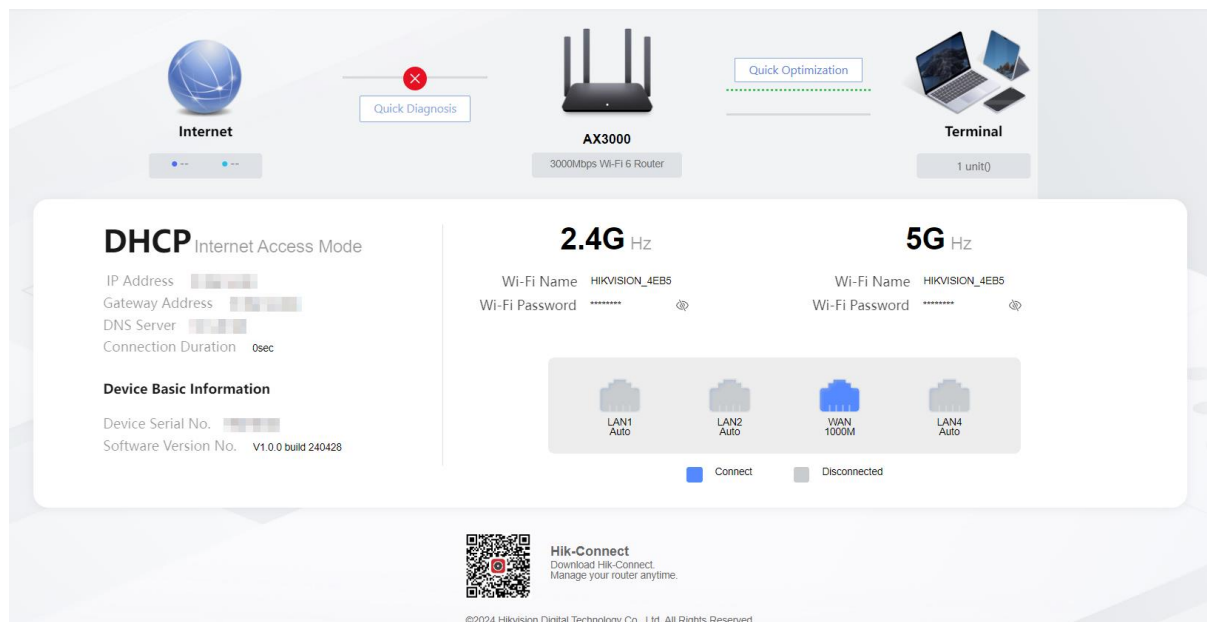 Internet
-- --
Quick Diagnosis
AX3000
3000Mbps Wi-Fi 6 Router
Quick Optimization
Terminal
1 unit()
DHCP Internet Access Mode
IP Address
Gateway Address
DNS Server
Connection Duration 0sec
Device Basic Information
Device Serial No.
Software Version No. V1.0.0 build 240428
2.4G Hz
Wi-Fi Name HIKVISION_4EB5
Wi-Fi Password ********
5G Hz
Wi-Fi Name HIKVISION_4EB5
Wi-Fi Password ********
LAN1 LAN2 WAN LAN4
Auto Auto 1000M Auto
Connect Disconnected
Hik-Connect
Download Hik-Connect.
Manage your router anytime.
©2024 Hikvision Digital Technology Co., Ltd. All Rights Reserved.